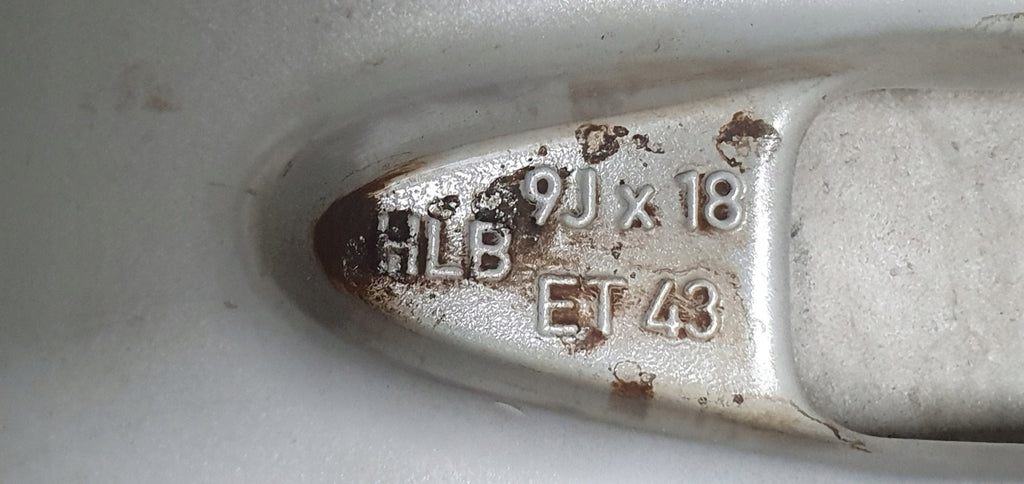 HLB
9J x 18
ET 43